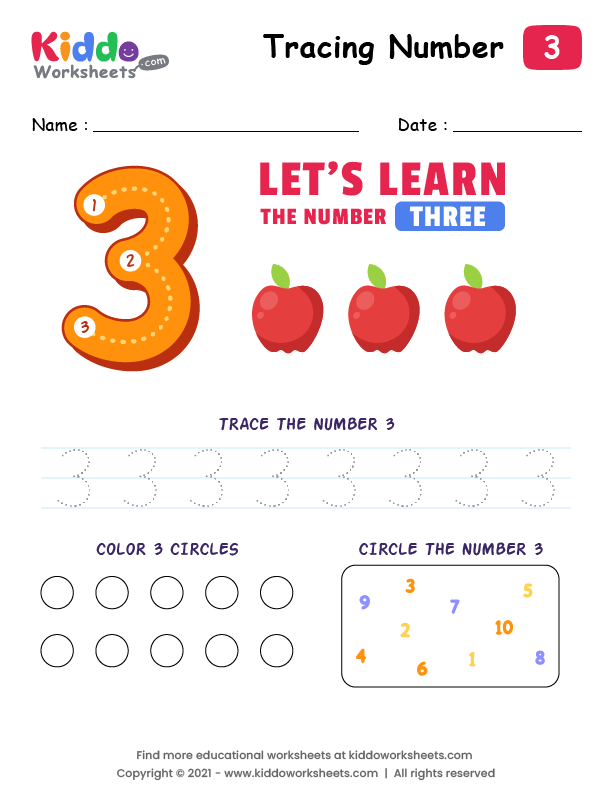 Kiddo
Worksheets
.com
Tracing Number 3
Name : Date :
LET'S LEARN
THE NUMBER THREE
1
2
3
TRACE THE NUMBER 3
3 3 3 3 3 3 3 3
COLOR 3 CIRCLES
CIRCLE THE NUMBER 3
3 5
9 7
2 10
4 6 1 8
Find more educational worksheets at kiddoworksheets.com
Copyright © 2021 - www.kiddoworksheets.com | All rights reserved